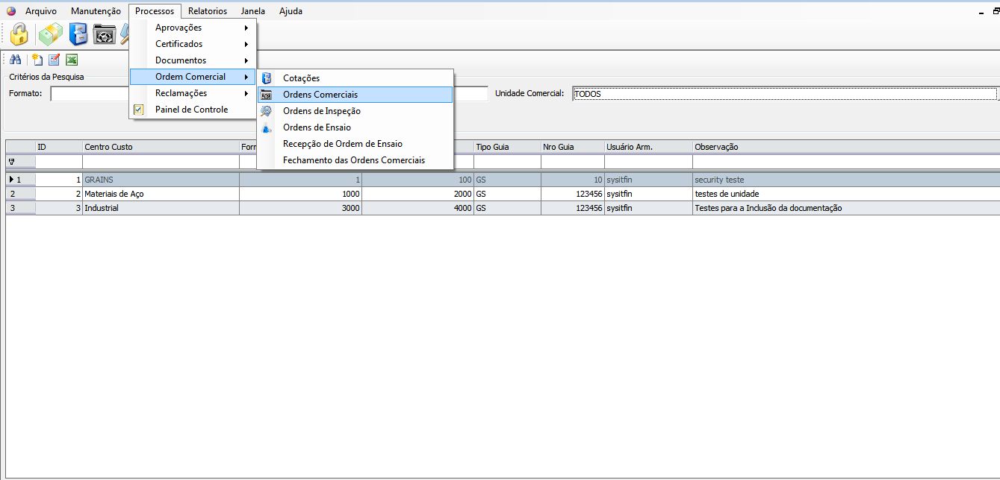 Arquivo Manutenção Processos Relatorios Janela Ajuda
Aprovações
Certificados
Documentos
Ordem Comercial
Reclamações
Painel de Controle
Cotações
Ordens Comerciais
Ordens de Inspeção
Ordens de Ensaio
Recepção de Ordem de Ensaio
Fechamento das Ordens Comerciais
Critérios da Pesquisa
Formato: Unidade Comercial: TODOS
ID Centro Custo Tipo Guia Nro Guia Usuário Arm. Observação
1 1 GRAINS 1 100 GS 10 sysitfin security teste
2 2 Materiais de Aço 1000 2000 GS 123456 sysitfin testes de unidade
3 3 Industrial 3000 4000 GS 123456 sysitfin Testes para a Inclusão da documentação